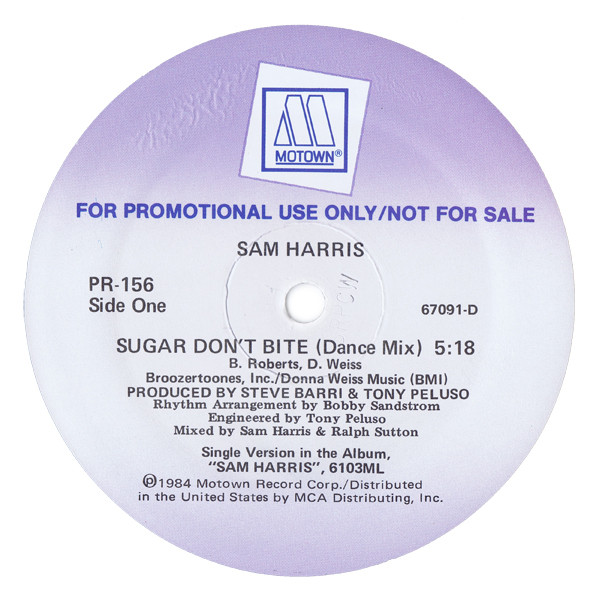 MOTOWN®
FOR PROMOTIONAL USE ONLY/NOT FOR SALE
SAM HARRIS
PR-156
Side One
67091-D
SUGAR DON'T BITE (Dance Mix) 5:18
B. Roberts, D. Weiss
Broozertoones, Inc./Donna Weiss Music (BMI)
PRODUCED BY STEVE BARRI & TONY PELUSO
Rhythm Arrangement by Bobby Sandstrom
Engineered by Tony Peluso
Mixed by Sam Harris & Ralph Sutton
Single Version in the Album,
"SAM HARRIS", 6103ML
℗1984 Motown Record Corp./Distributed
in the United States by MCA Distributing, Inc.